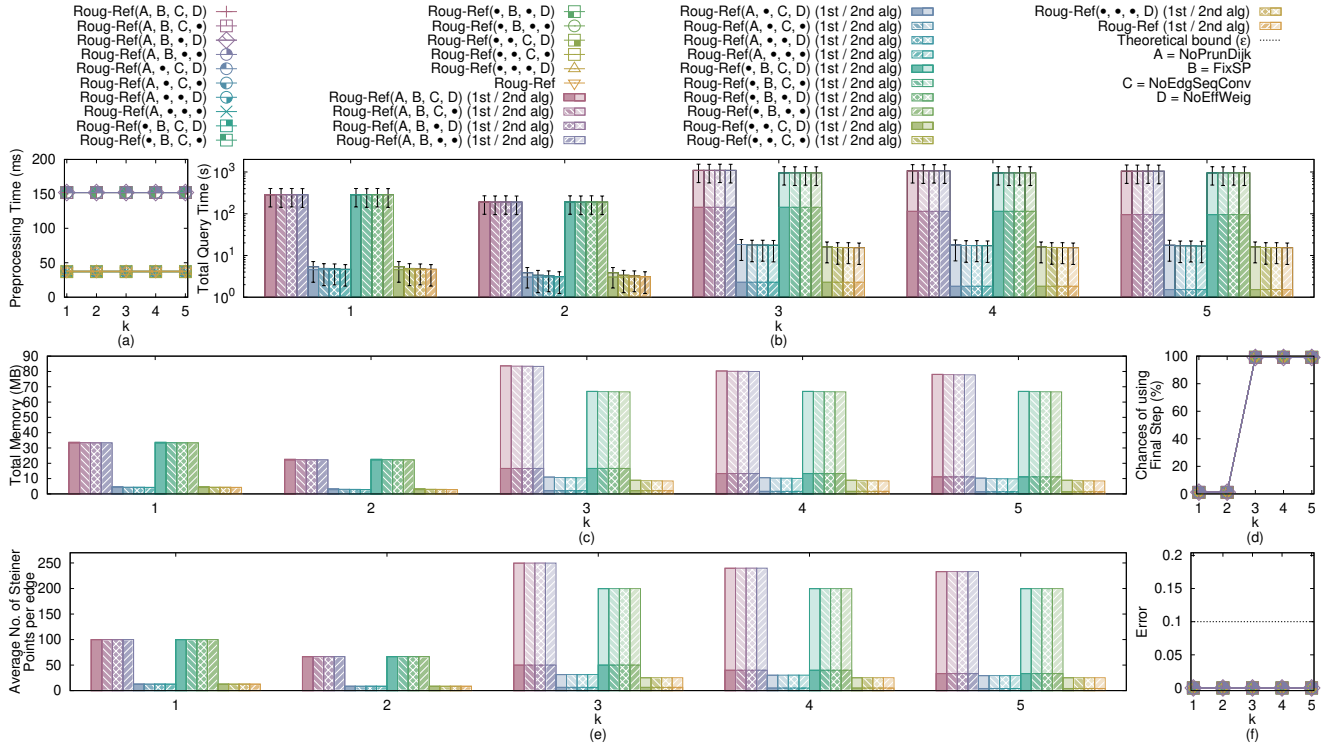 Roug-Ref(A, B, C, D)
Roug-Ref(A, B, C, •)
Roug-Ref(A, B, •, D)
Roug-Ref(A, B, •, •)
Roug-Ref(A, •, C, D)
Roug-Ref(A, •, C, •)
Roug-Ref(A, •, •, D)
Roug-Ref(A, •, •, •)
Roug-Ref(•, B, C, D)
Roug-Ref(•, B, C, •)
Roug-Ref(•, B, •, D)
Roug-Ref(•, B, •, •)
Roug-Ref(•, •, C, D)
Roug-Ref(•, •, C, •)
Roug-Ref(•, •, •, D)
Roug-Ref
Roug-Ref(A, B, C, D) (1st / 2nd alg)
Roug-Ref(A, B, C, •) (1st / 2nd alg)
Roug-Ref(A, B, •, D) (1st / 2nd alg)
Roug-Ref(A, B, •, •) (1st / 2nd alg)
Roug-Ref(A, •, C, D) (1st / 2nd alg)
Roug-Ref(A, •, C, •) (1st / 2nd alg)
Roug-Ref(A, •, •, D) (1st / 2nd alg)
Roug-Ref(A, •, •, •) (1st / 2nd alg)
Roug-Ref(•, B, C, D) (1st / 2nd alg)
Roug-Ref(•, B, C, •) (1st / 2nd alg)
Roug-Ref(•, B, •, D) (1st / 2nd alg)
Roug-Ref(•, B, •, •) (1st / 2nd alg)
Roug-Ref(•, •, C, D) (1st / 2nd alg)
Roug-Ref(•, •, C, •) (1st / 2nd alg)
Roug-Ref(•, •, •, D) (1st / 2nd alg)
Roug-Ref (1st / 2nd alg)
Theoretical bound (ε)
A = NoPrunDijk
B = FixSP
C = NoEdgSeqConv
D = NoEffWeig
Preprocessing Time (ms)
200
150
100
50
0
1 2 3 4 5
k
(a)
Total Query Time (s)
10³
10²
10¹
10⁰
1 2 3 4 5
k
(b)
Total Memory (MB)
90
80
70
60
50
40
30
20
10
0
1 2 3 4 5
k
(c)
Chances of using
Final Step (%)
100
80
60
40
20
0
1 2 3 4 5
k
(d)
Average No. of Steiner
Points per edge
250
200
150
100
50
0
1 2 3 4 5
k
(e)
Error
0.2
0.15
0.1
0.05
0
1 2 3 4 5
k
(f)